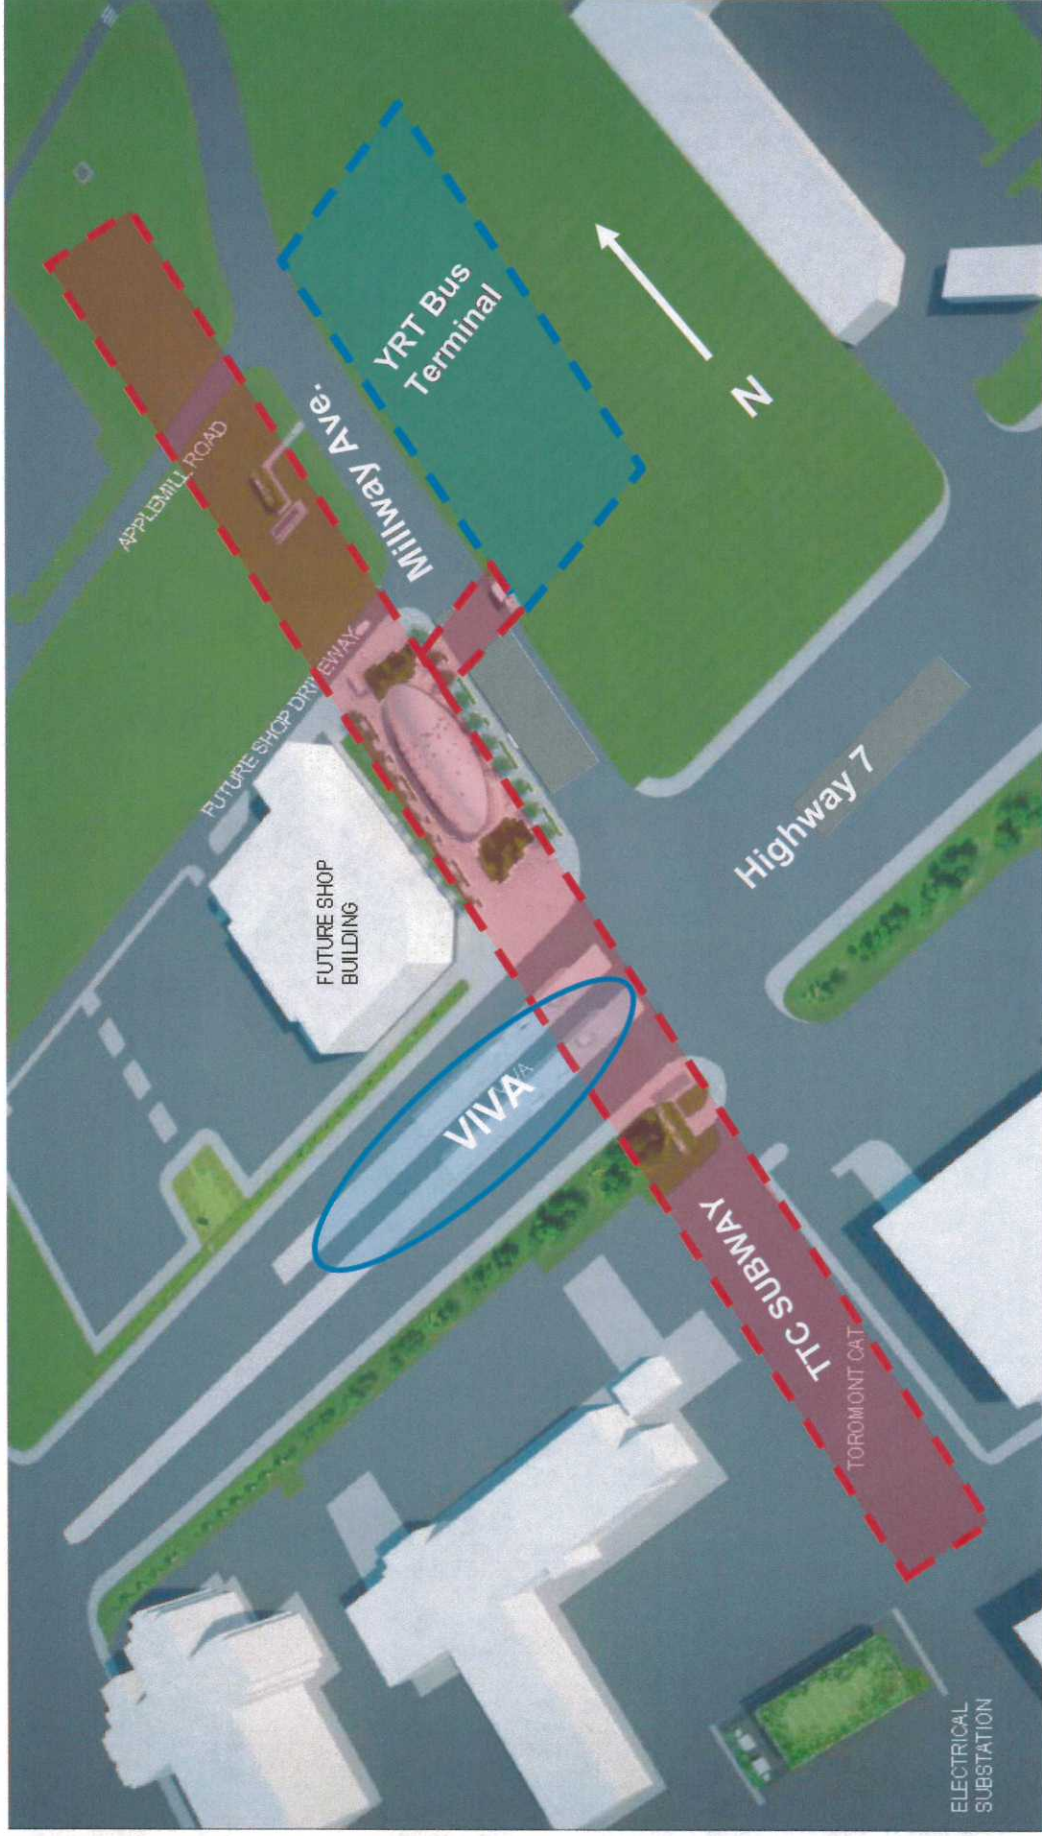 APPLEMILL ROAD
FUTURE SHOP DRIVEWAY
FUTURE SHOP
BUILDING
Millway Ave.
YRT Bus
Terminal
N
Highway 7
VIVA
VIVA
TTC SUBWAY
TOROMONT CAT
ELECTRICAL
SUBSTATION